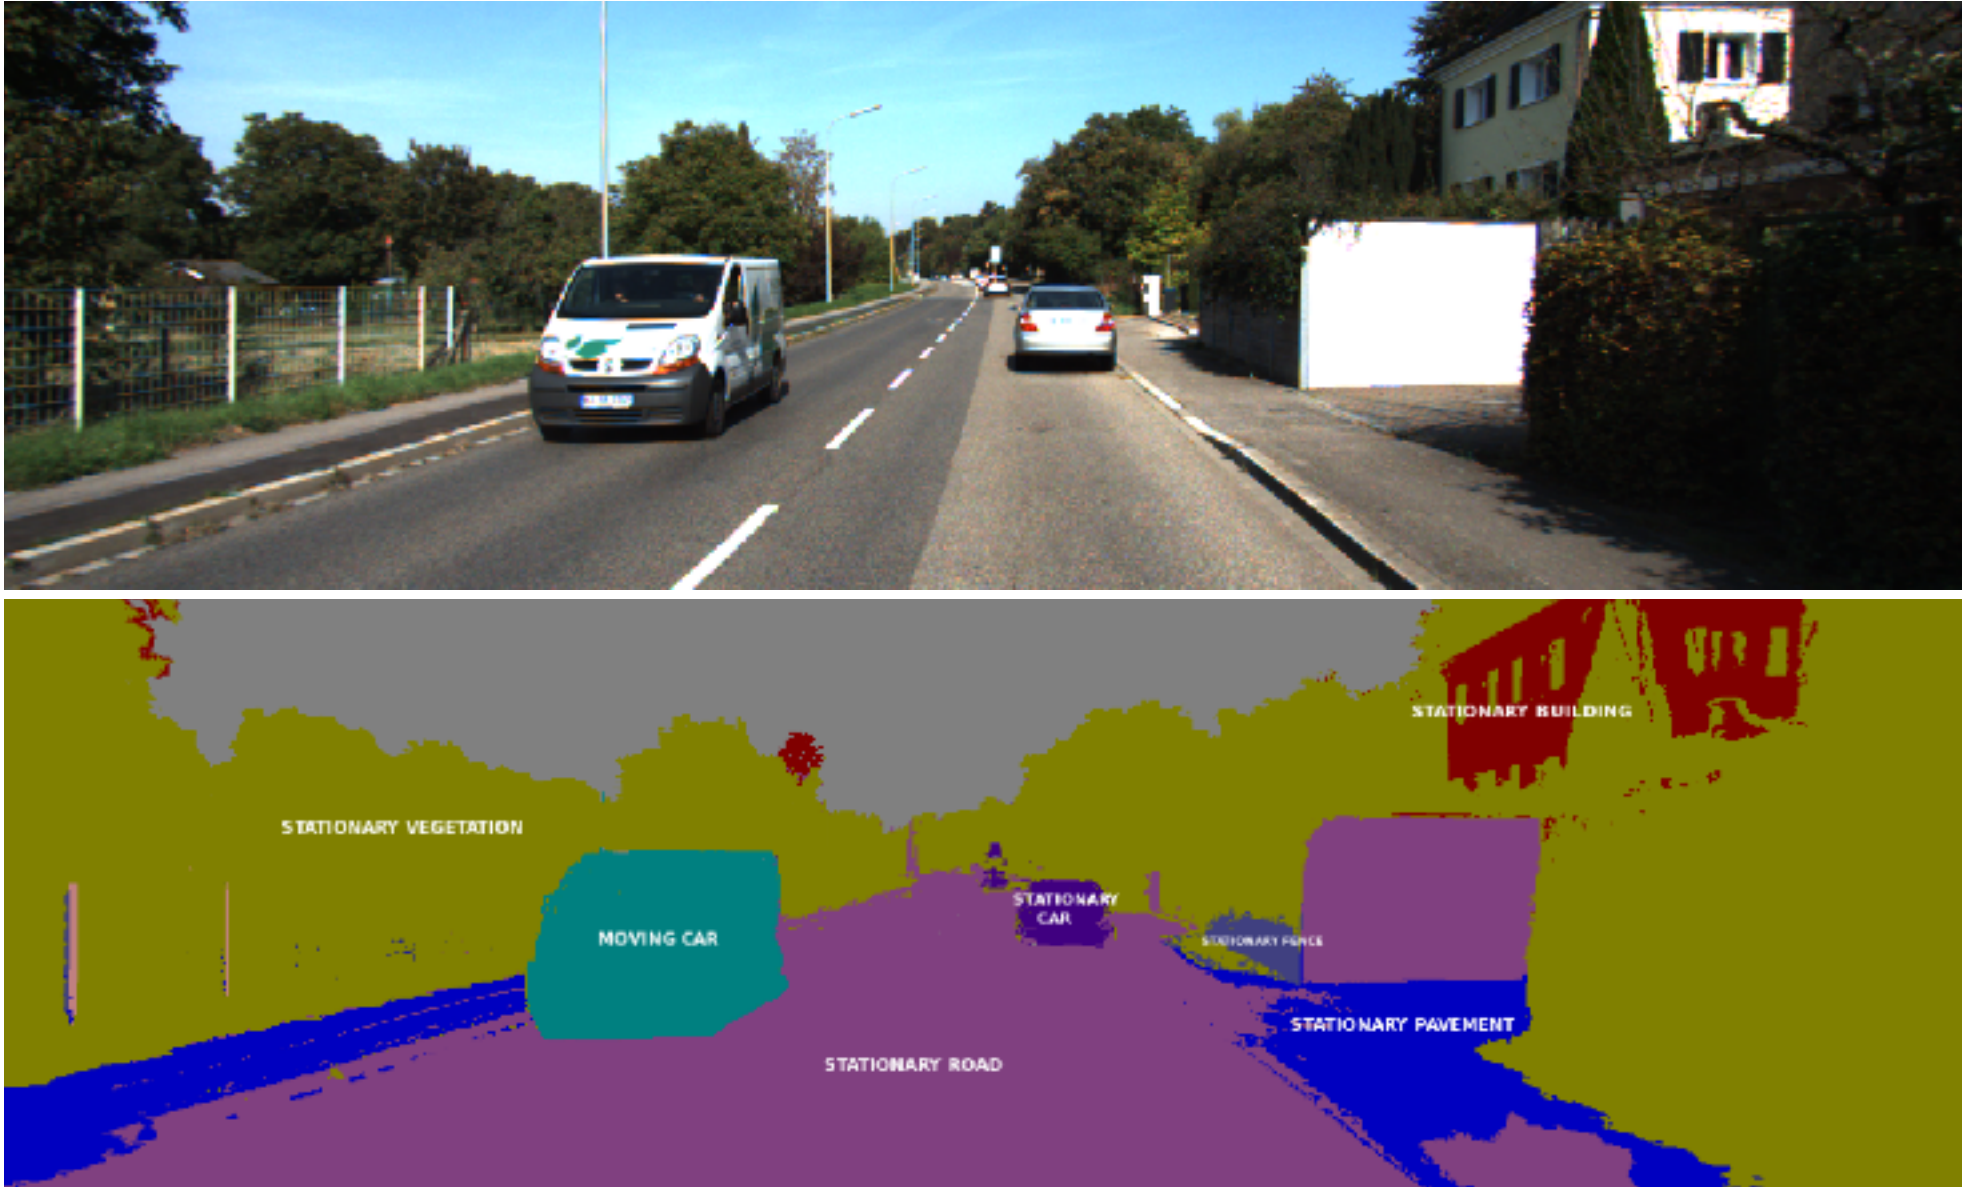 STATIONARY BUILDING
STATIONARY VEGETATION
STATIONARY
CAR
MOVING CAR
STATIONARY FENCE
STATIONARY PAVEMENT
STATIONARY ROAD